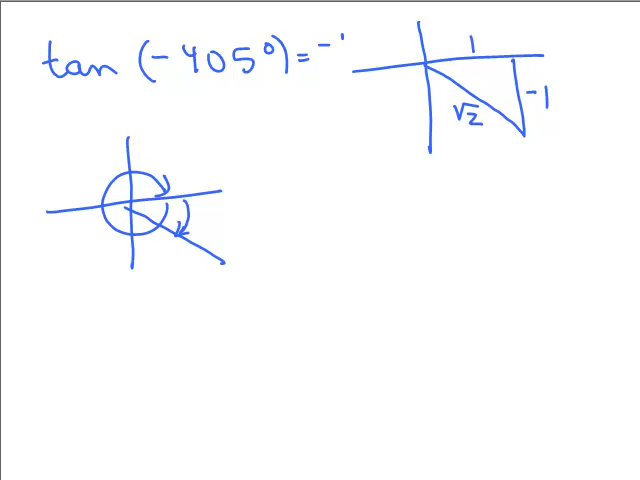 tan (-405°) = -1
1
-1
√2